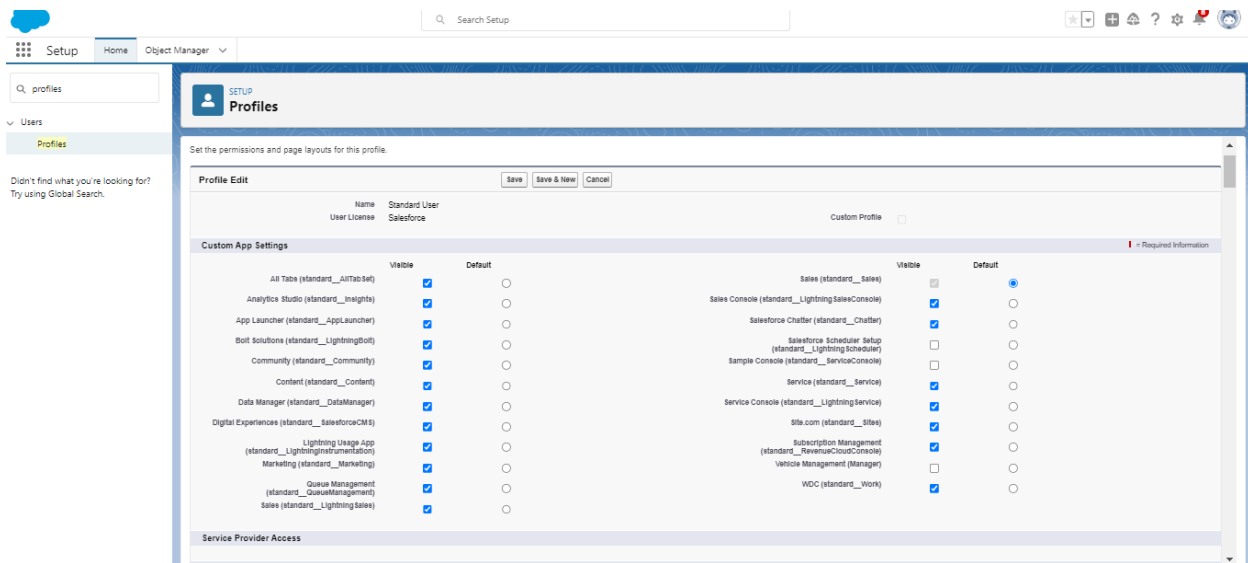 Search Setup
Setup
Home
Object Manager
profiles
Users
Profiles
Didn't find what you're looking for?
Try using Global Search.
SETUP
Profiles
Set the permissions and page layouts for this profile.
Profile Edit
Save
Save & New
Cancel
Name Standard User
User License Salesforce
Custom Profile
Custom App Settings
= Required Information
Visible Default
Visible Default
All Tabs (standard__AllTabSet)
Sales (standard__Sales)
Analytics Studio (standard__Insights)
Sales Console (standard__LightningSalesConsole)
App Launcher (standard__AppLauncher)
Salesforce Chatter (standard__Chatter)
Bolt Solutions (standard__LightningBolt)
Salesforce Scheduler Setup
(standard__LightningScheduler)
Community (standard__Community)
Sample Console (standard__ServiceConsole)
Content (standard__Content)
Service (standard__Service)
Data Manager (standard__DataManager)
Service Console (standard__LightningService)
Digital Experiences (standard__SalesforceCMS)
Site.com (standard__Sites)
Lightning Usage App
(standard__LightningInstrumentation)
Subscription Management
(standard__RevenueCloudConsole)
Marketing (standard__Marketing)
Vehicle Management (Manager)
Queue Management
(standard__QueueManagement)
WDC (standard__Work)
Sales (standard__LightningSales)
Service Provider Access